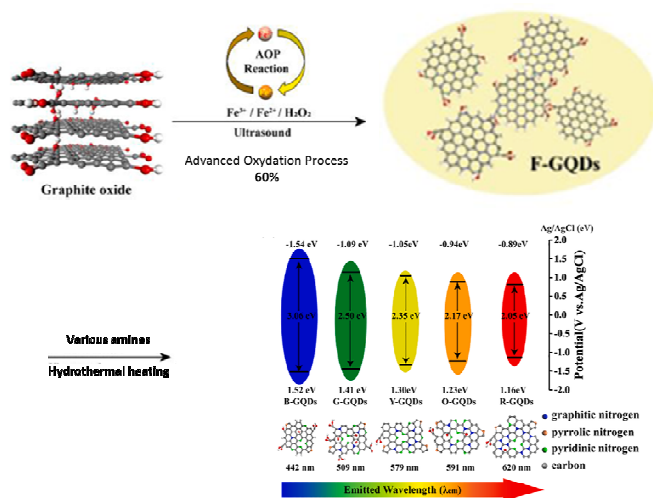 AOP
Reaction
Fe³⁺ / Fe²⁺ / H₂O₂
Ultrasound
Advanced Oxydation Process
60%
Graphite oxide
F-GQDs
Various amines
Hydrothermal heating
Ag/AgCl (eV)
-1.54 eV -1.09 eV -1.05eV -0.94eV -0.89eV
2.0
1.5
1.0
0.5
0.0
-0.5
-1.0
-1.5
-2.0
Potential(V vs.Ag/AgCl)
3.06 eV 2.50 eV 2.35 eV 2.17 eV 2.05 eV
1.52 eV 1.41 eV 1.30eV 1.23eV 1.16eV
B-GQDs G-GQDs Y-GQDs O-GQDs R-GQDs
graphitic nitrogen
pyrrolic nitrogen
pyridinic nitrogen
carbon
442 nm 509 nm 579 nm 591 nm 620 nm
Emitted Wavelength (λem)